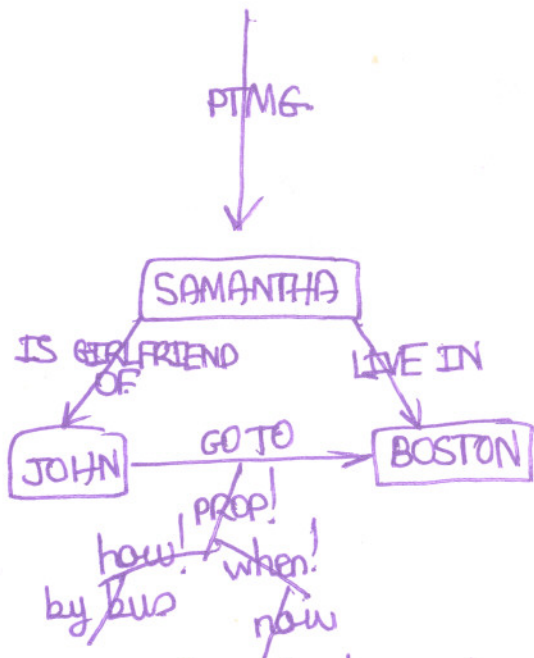 PTMG
SAMANTHA
IS GIRLFRIEND
OF
LIVE IN
JOHN
GO TO
BOSTON
PROP!
how!
when!
by bus
now